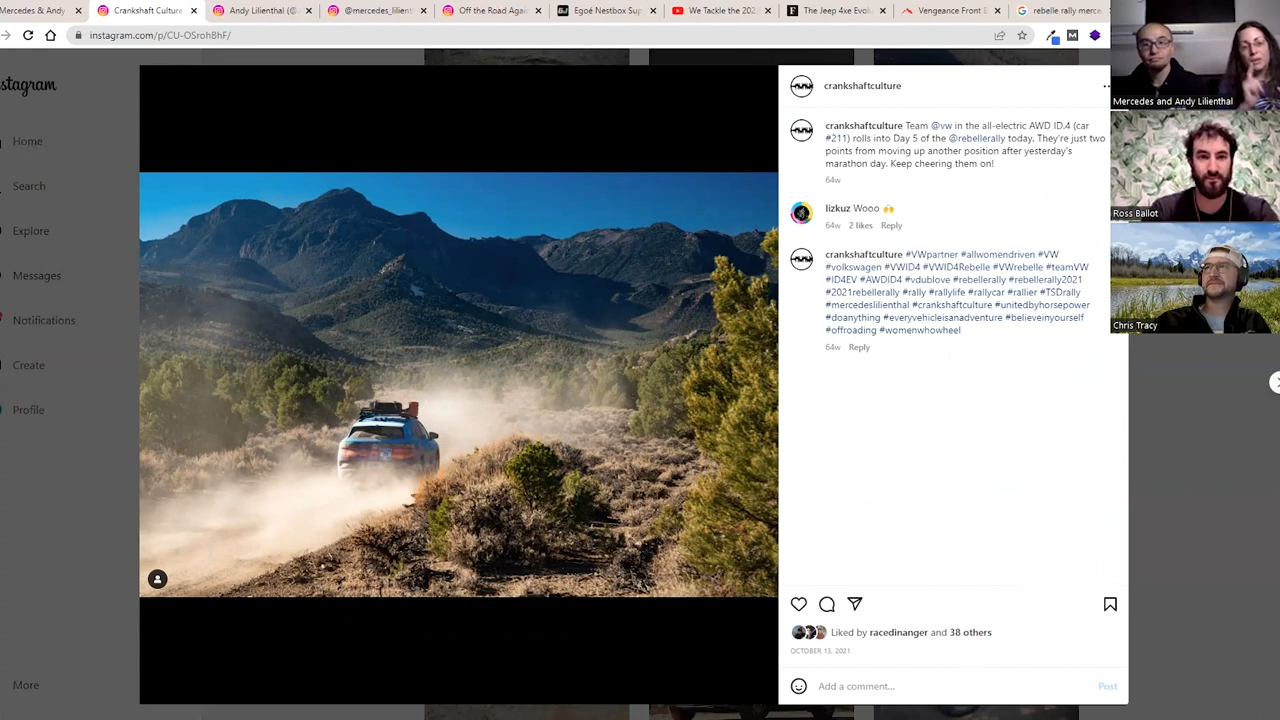 Mercedes & Andy
Crankshaft Culture
Andy Lilienthal (@
@mercedes_lilient
Off the Road Again
Egoé Nestbox Sup
We Tackle the 202
The Jeep 4xe Evolu
Vengeance Front B
rebelle rally merce
instagram.com/p/CU-OSrohBhF/
stagram
Home
Search
Explore
Messages
Notifications
Create
Profile
More
crankshaftculture
crankshaftculture Team @vw in the all-electric AWD ID.4 (car
#211) rolls into Day 5 of the @rebellerally today. They're just two
points from moving up another position after yesterday's
marathon day. Keep cheering them on!
64w
lizkuz Wooo 🙌
64w 2 likes Reply
crankshaftculture #VWpartner #allwomendriven #VW
#volkswagen #VWID4 #VWID4Rebelle #VWrebelle #teamVW
#ID4EV #AWDID4 #vdublove #rebellerally #rebellerally2021
#2021rebellerally #rally #rallylife #rallycar #rallier #TSDrally
#mercedeslilienthal #crankshaftculture #unitedbyhorsepower
#doanything #everyvehicleisanadventure #believeinyourself
#offroading #womenwhowheel
64w Reply
Liked by racedinanger and 38 others
OCTOBER 13, 2021
Add a comment...
Post
Mercedes and Andy Lilienthal
Ross Ballot
Chris Tracy